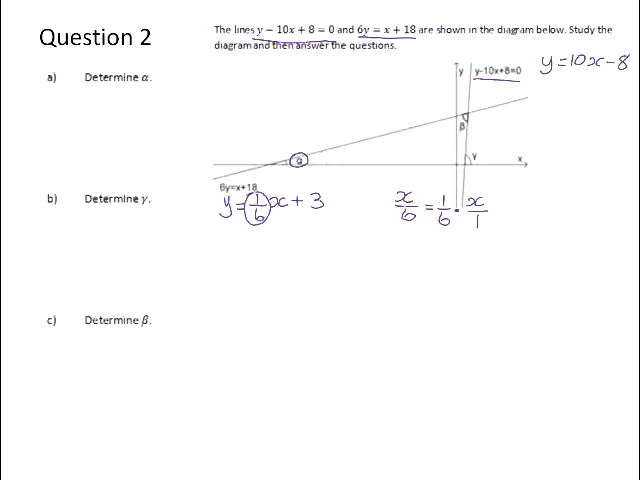 Question 2
The lines y − 10x + 8 = 0 and 6y = x + 18 are shown in the diagram below. Study the
diagram and then answer the questions.
y = 10x − 8
a) Determine α.
y
y-10x+8=0
β
α
γ
x
6y=x+18
b) Determine γ.
y = 1/6 x + 3
x/6 = 1/6 · x/1
c) Determine β.